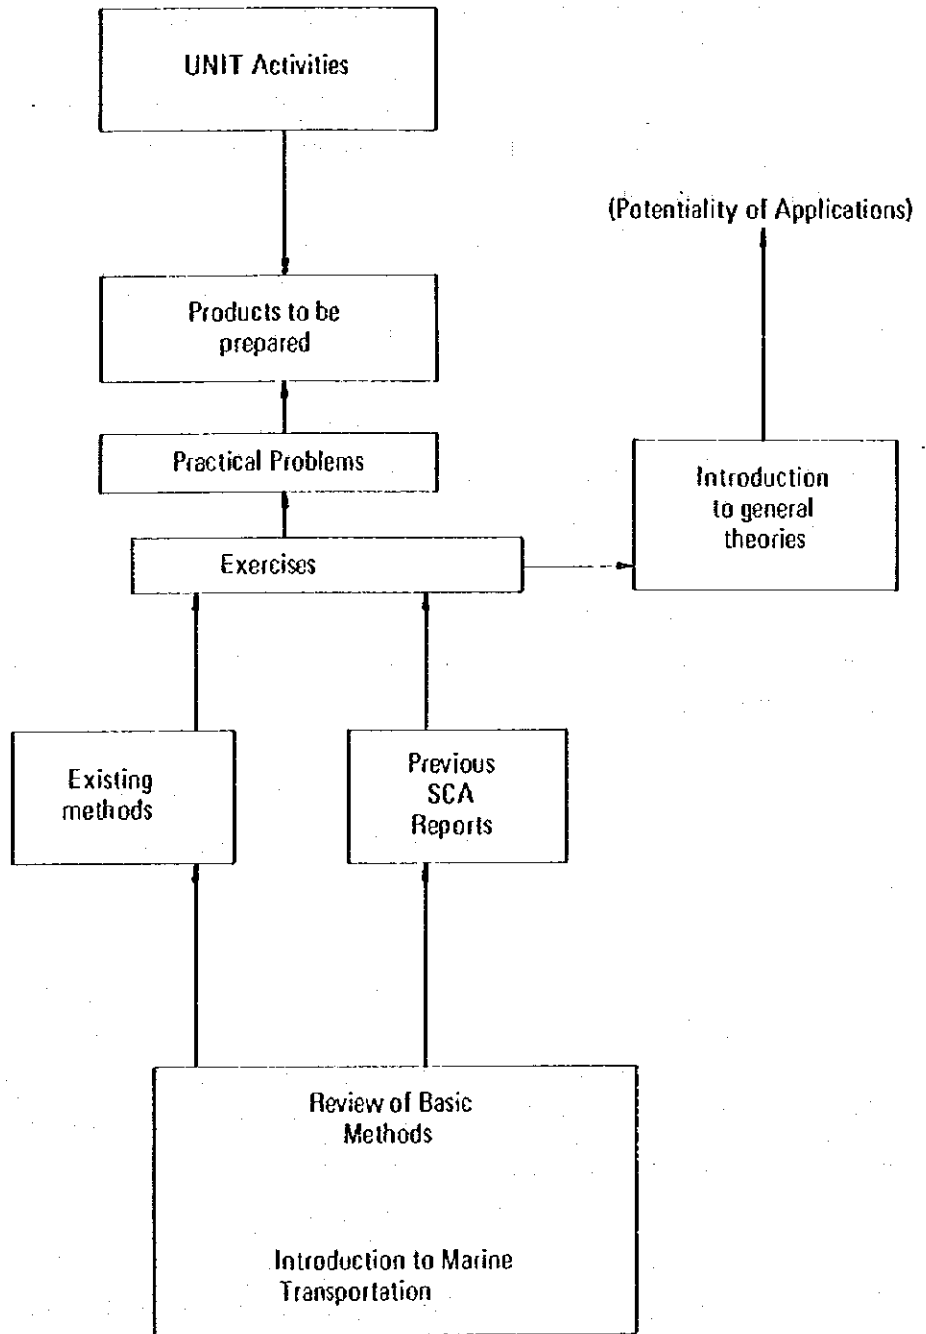 UNIT Activities
(Potentiality of Applications)
Products to be
prepared
Practical Problems
Introduction
to general
theories
Exercises
Existing
methods
Previous
SCA
Reports
Review of Basic
Methods
Introduction to Marine
Transportation